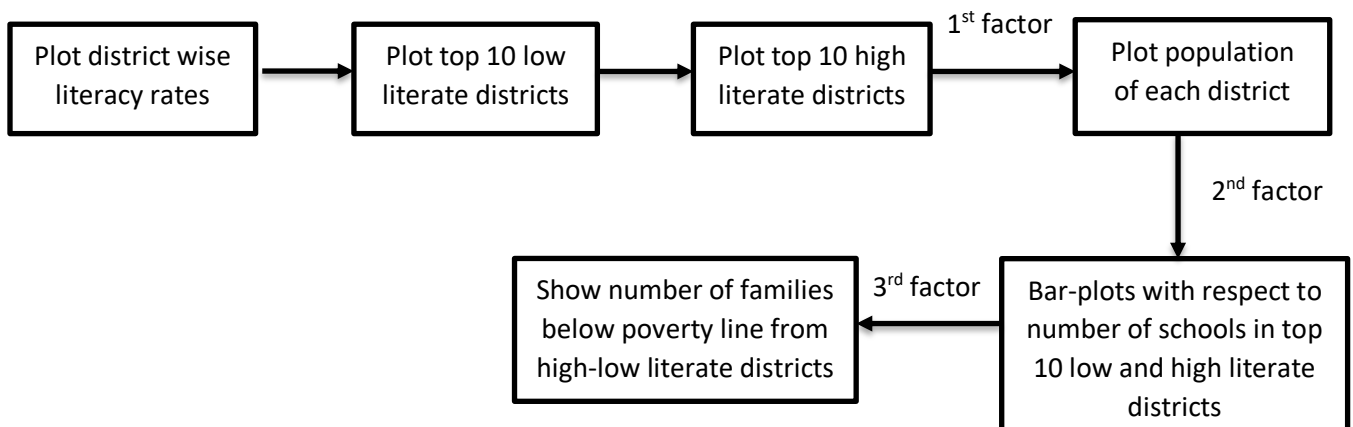 Plot district wise
literacy rates
Plot top 10 low
literate districts
Plot top 10 high
literate districts
1st factor
Plot population
of each district
2nd factor
Bar-plots with respect to
number of schools in top
10 low and high literate
districts
3rd factor
Show number of families
below poverty line from
high-low literate districts